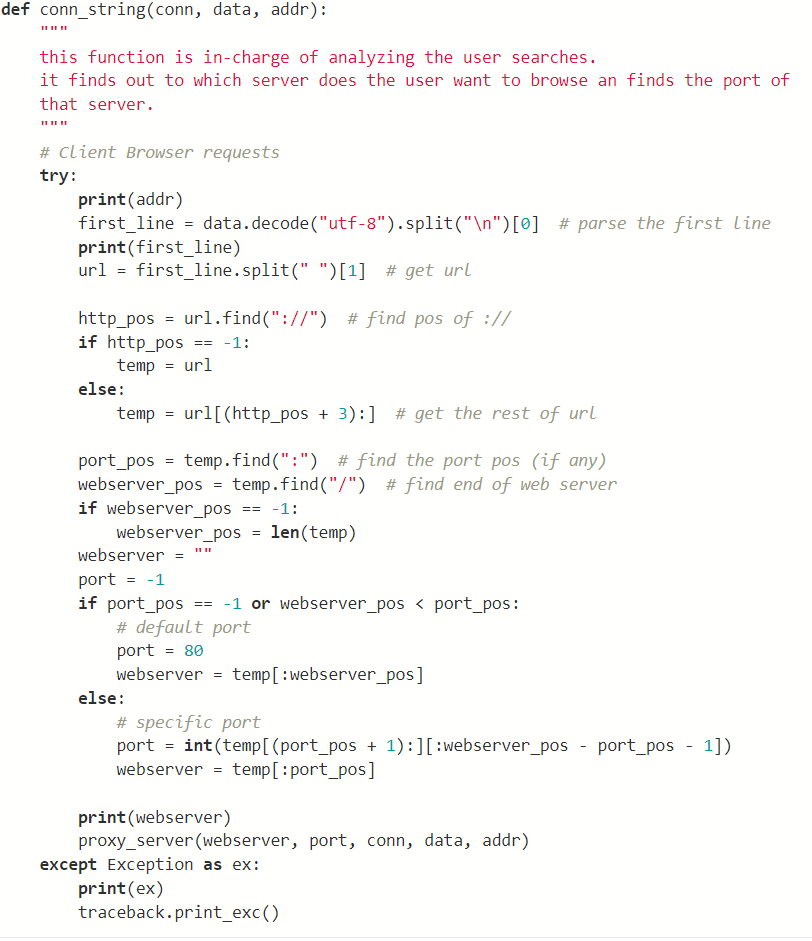 def conn_string(conn, data, addr):
    """
    this function is in-charge of analyzing the user searches.
    it finds out to which server does the user want to browse an finds the port of
    that server.
    """
    # Client Browser requests
    try:
        print(addr)
        first_line = data.decode("utf-8").split("\n")[0]  # parse the first line
        print(first_line)
        url = first_line.split(" ")[1]  # get url

        http_pos = url.find("://")  # find pos of ://
        if http_pos == -1:
            temp = url
        else:
            temp = url[(http_pos + 3):]  # get the rest of url

        port_pos = temp.find(":")  # find the port pos (if any)
        webserver_pos = temp.find("/")  # find end of web server
        if webserver_pos == -1:
            webserver_pos = len(temp)
        webserver = ""
        port = -1
        if port_pos == -1 or webserver_pos < port_pos:
            # default port
            port = 80
            webserver = temp[:webserver_pos]
        else:
            # specific port
            port = int(temp[(port_pos + 1):][:webserver_pos - port_pos - 1])
            webserver = temp[:port_pos]

        print(webserver)
        proxy_server(webserver, port, conn, data, addr)
    except Exception as ex:
        print(ex)
        traceback.print_exc()